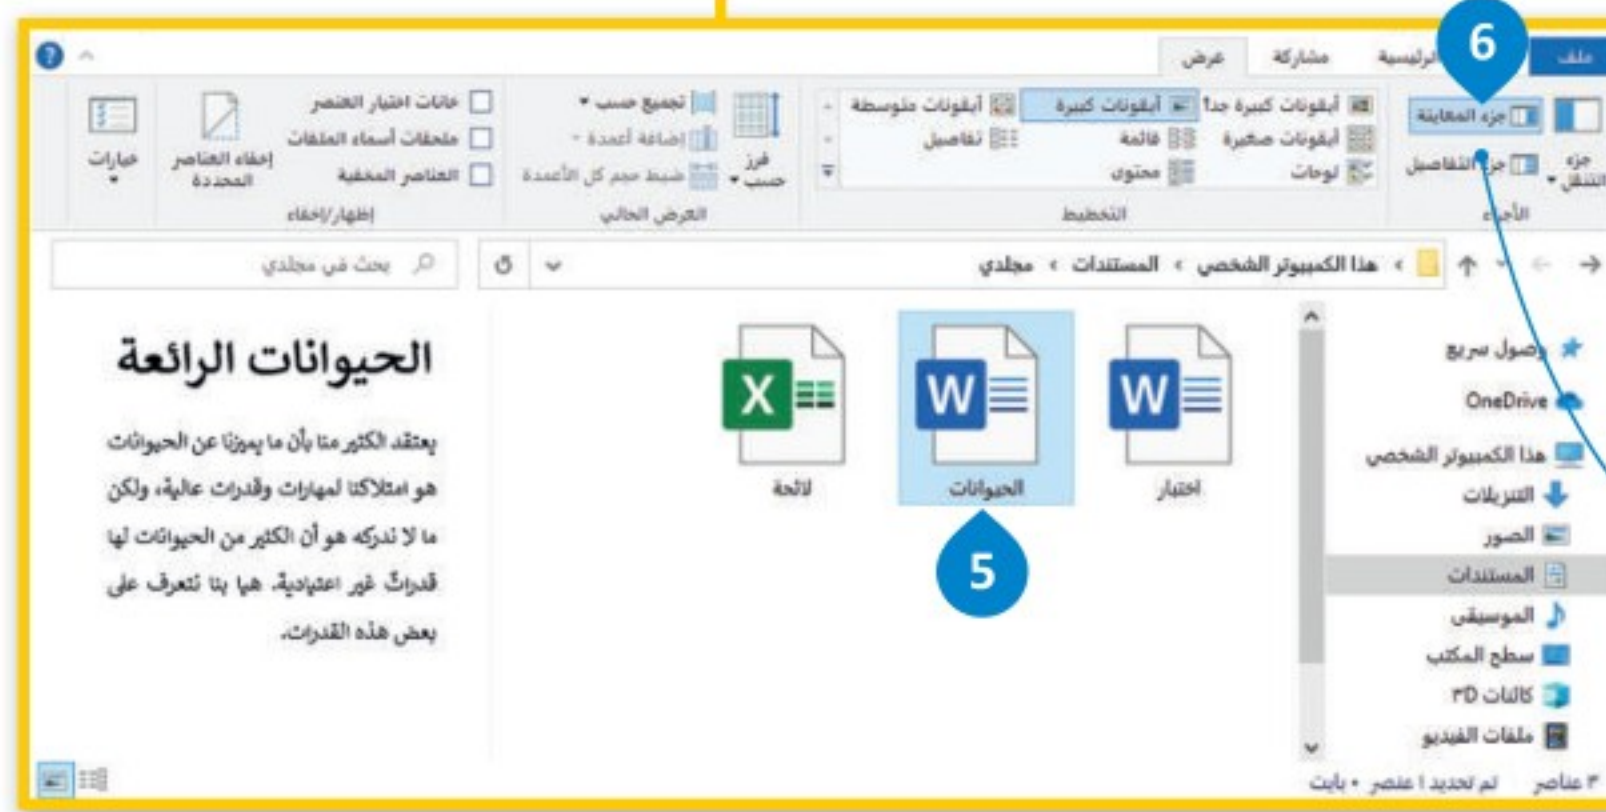 6
ملف الرئيسية مشاركة عرض
جزء التنقل
جزء المعاينة
جزء التفاصيل
الأجزاء
أيقونات كبيرة جداً أيقونات كبيرة أيقونات متوسطة
أيقونات صغيرة قائمة تفاصيل
لوحات محتوى
التخطيط
فرز حسب
تجميع حسب
إضافة أعمدة
ضبط حجم كل الأعمدة
العرض الحالي
خانات اختيار العنصر
ملحقات أسماء الملفات
العناصر المخفية
إخفاء العناصر المحددة
إظهار/إخفاء
خيارات
هذا الكمبيوتر الشخصي › المستندات › مجلدي
بحث في مجلدي
وصول سريع
OneDrive
هذا الكمبيوتر الشخصي
التنزيلات
الصور
المستندات
الموسيقى
سطح المكتب
كائنات ٣D
ملفات الفيديو
اختبار
الحيوانات
لائحة
5
الحيوانات الرائعة
يعتقد الكثير منا بأن ما يميزنا عن الحيوانات
هو امتلاكنا لمهارات وقدرات عالية، ولكن
ما لا ندركه هو أن الكثير من الحيوانات لها
قدراتٌ غير اعتياديةٌ. هيا بنا نتعرف على
بعض هذه القدرات.
٣ عناصر تم تحديد ١ عنصر ٠ بايت